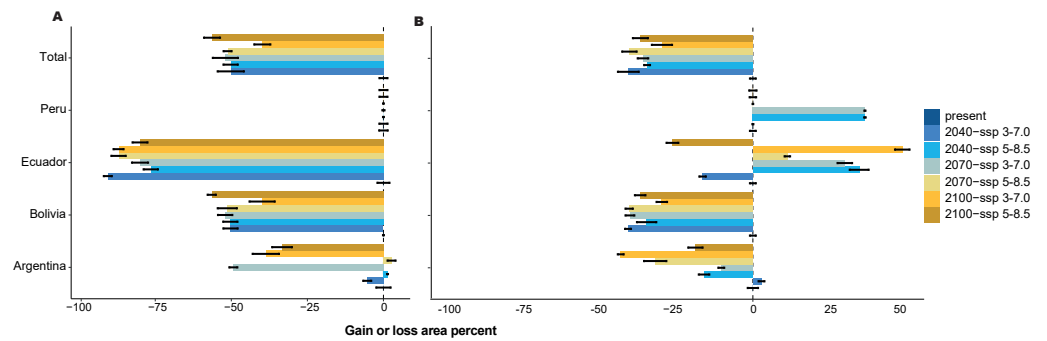 A
B
Total
Peru
Ecuador
Bolivia
Argentina
−100
−75
−50
−25
0
-100
-75
-50
-25
0
25
50
Gain or loss area percent
present
2040−ssp 3−7.0
2040−ssp 5−8.5
2070−ssp 3−7.0
2070−ssp 5−8.5
2100−ssp 3−7.0
2100−ssp 5−8.5